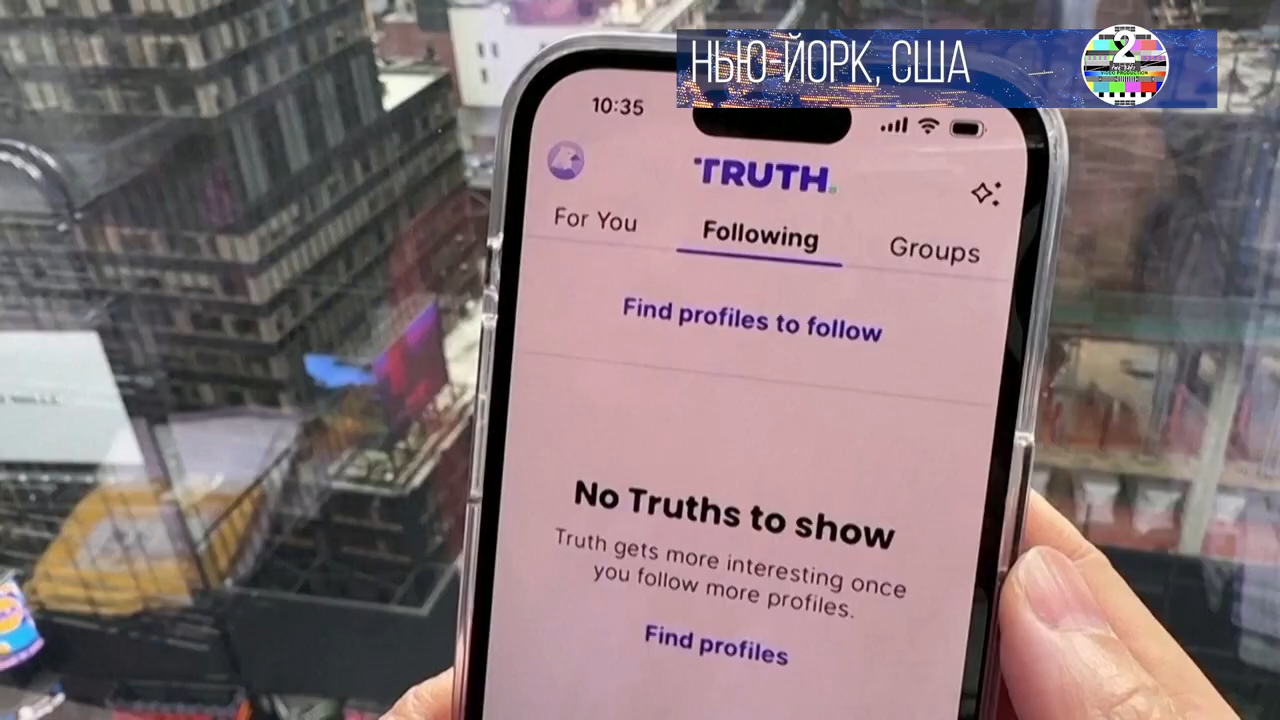 НЬЮ-ЙОРК, США
2
10:35
TRUTH.
For You
Following
Groups
Find profiles to follow
No Truths to show
Truth gets more interesting once
you follow more profiles.
Find profiles